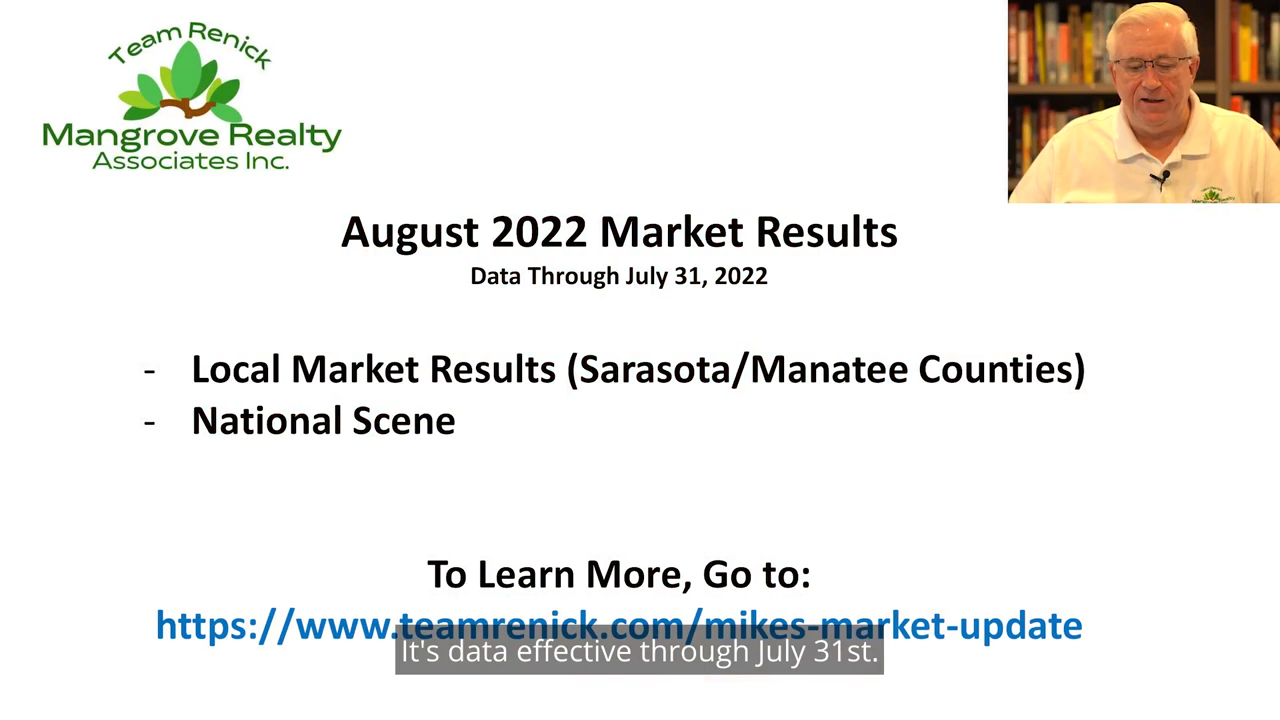 Team Renick
Mangrove Realty
Associates Inc.
August 2022 Market Results
Data Through July 31, 2022
- Local Market Results (Sarasota/Manatee Counties)
- National Scene
To Learn More, Go to:
https://www.teamrenick.com/mikes-market-update
It's data effective through July 31st.